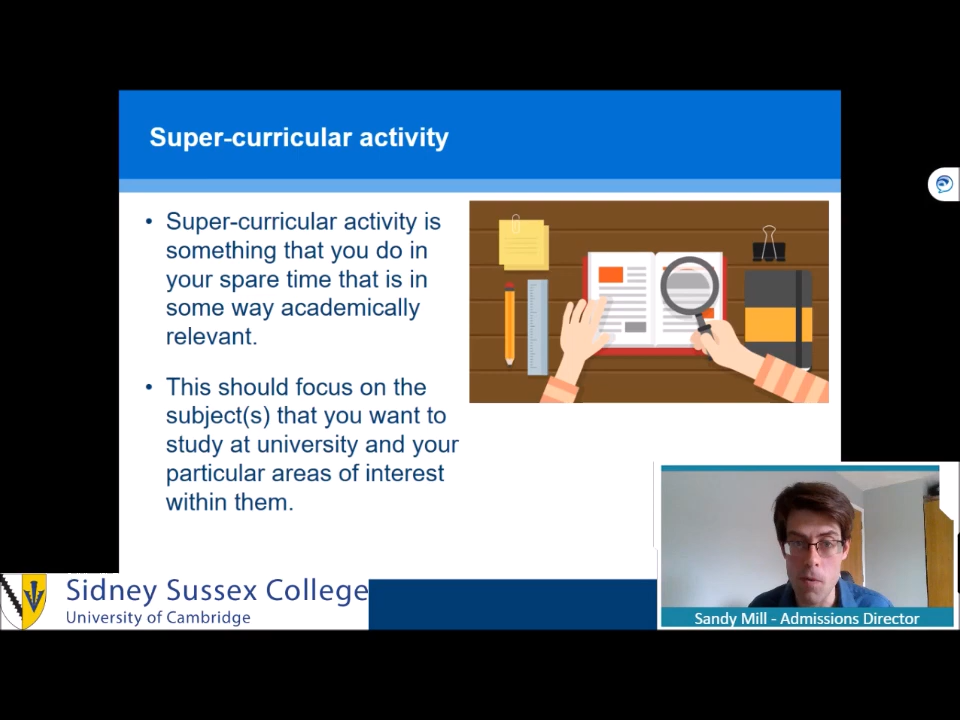 Super-curricular activity
• Super-curricular activity is
something that you do in
your spare time that is in
some way academically
relevant.
• This should focus on the
subject(s) that you want to
study at university and your
particular areas of interest
within them.
Sidney Sussex College
University of Cambridge
Sandy Mill - Admissions Director